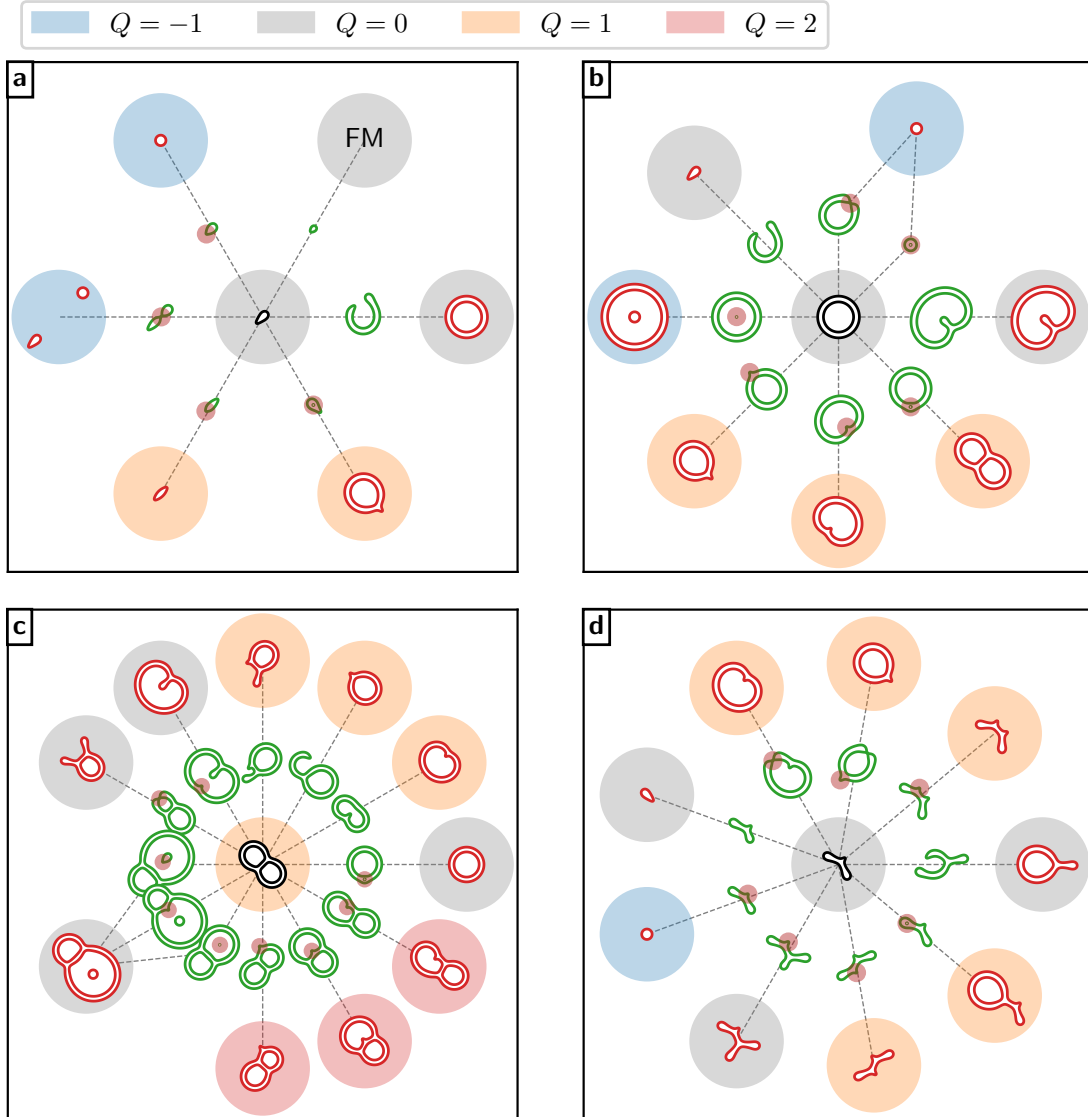 Q = −1 Q = 0 Q = 1 Q = 2
a b
FM
c d